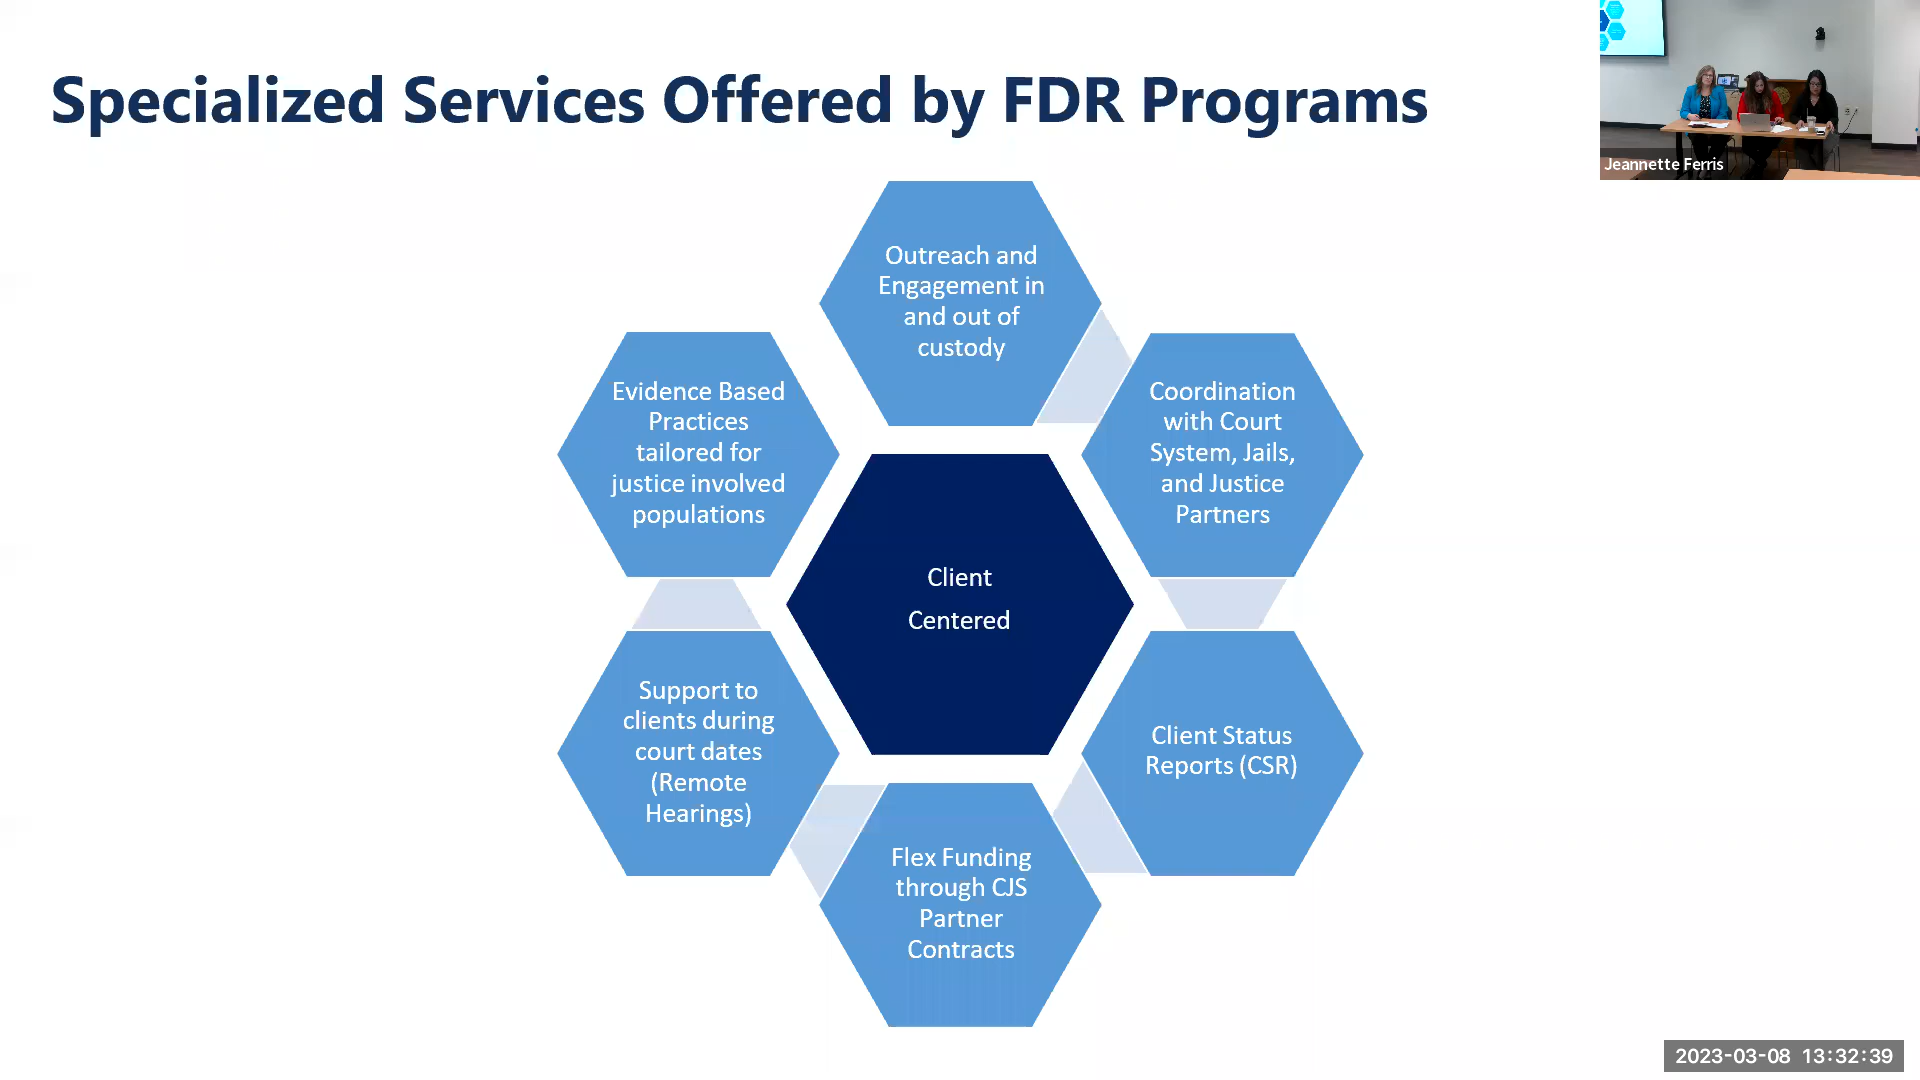 Specialized Services Offered by FDR Programs
Jeannette Ferris
Outreach and
Engagement in
and out of
custody
Coordination
with Court
System, Jails,
and Justice
Partners
Client Status
Reports (CSR)
Flex Funding
through CJS
Partner
Contracts
Support to
clients during
court dates
(Remote
Hearings)
Evidence Based
Practices
tailored for
justice involved
populations
Client
Centered
2023-03-08 13:32:39